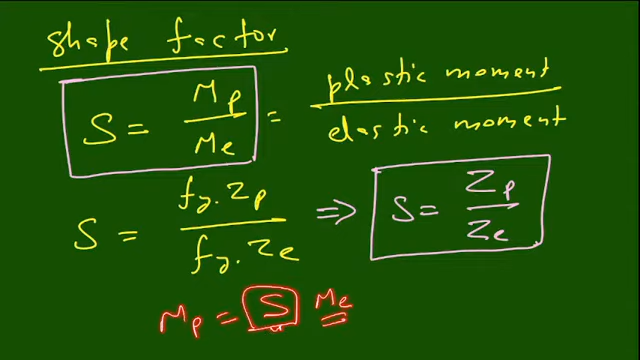 shape factor
S = Mp / Me = plastic moment / elastic moment
S = fy. Zp / fy. Ze ⇒ S = Zp / Ze
Mp = S Me